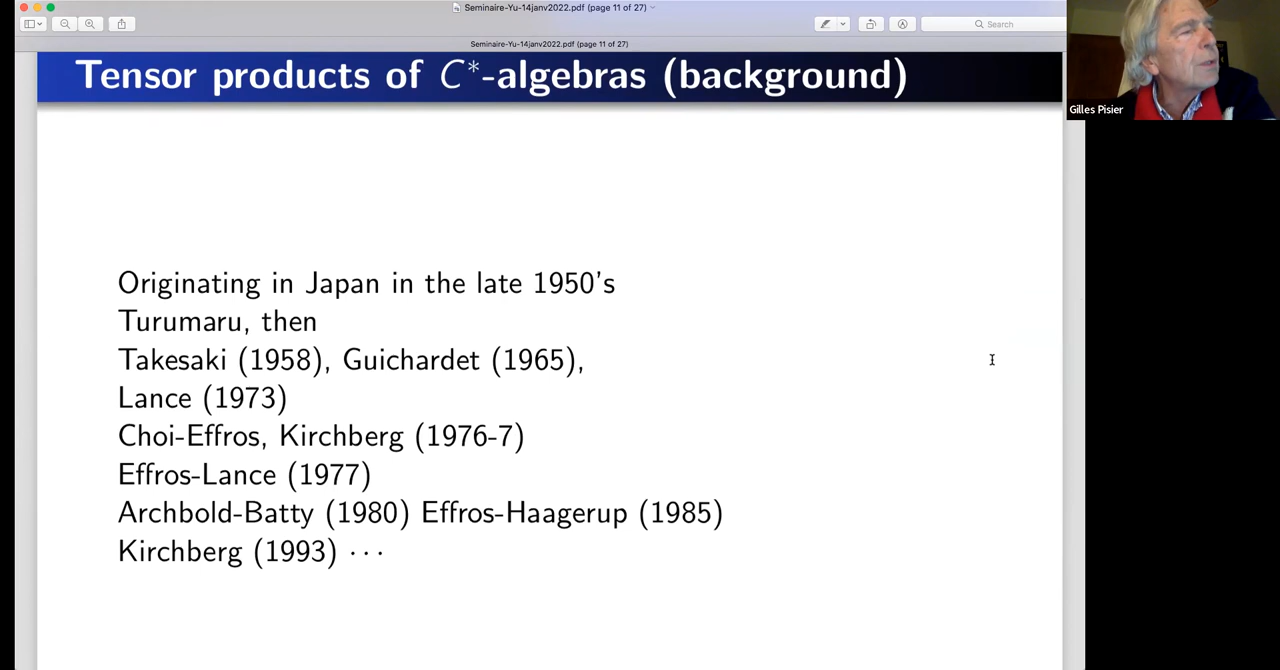 Seminaire-Yu-14janv2022.pdf (page 11 of 27)
Search
Seminaire-Yu-14janv2022.pdf (page 11 of 27)
Tensor products of C*-algebras (background)
Gilles Pisier
Originating in Japan in the late 1950's
Turumaru, then
Takesaki (1958), Guichardet (1965),
Lance (1973)
Choi-Effros, Kirchberg (1976-7)
Effros-Lance (1977)
Archbold-Batty (1980) Effros-Haagerup (1985)
Kirchberg (1993) ···